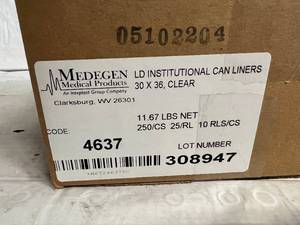 05102204
MEDEGEN
Medical Products
An Inteplast Group Company
Clarksburg, WV 26301
LD INSTITUTIONAL CAN LINERS
30 X 36, CLEAR
11.67 LBS NET
250/CS 25/RL 10 RLS/CS
CODE
4637
LOT NUMBER
308947